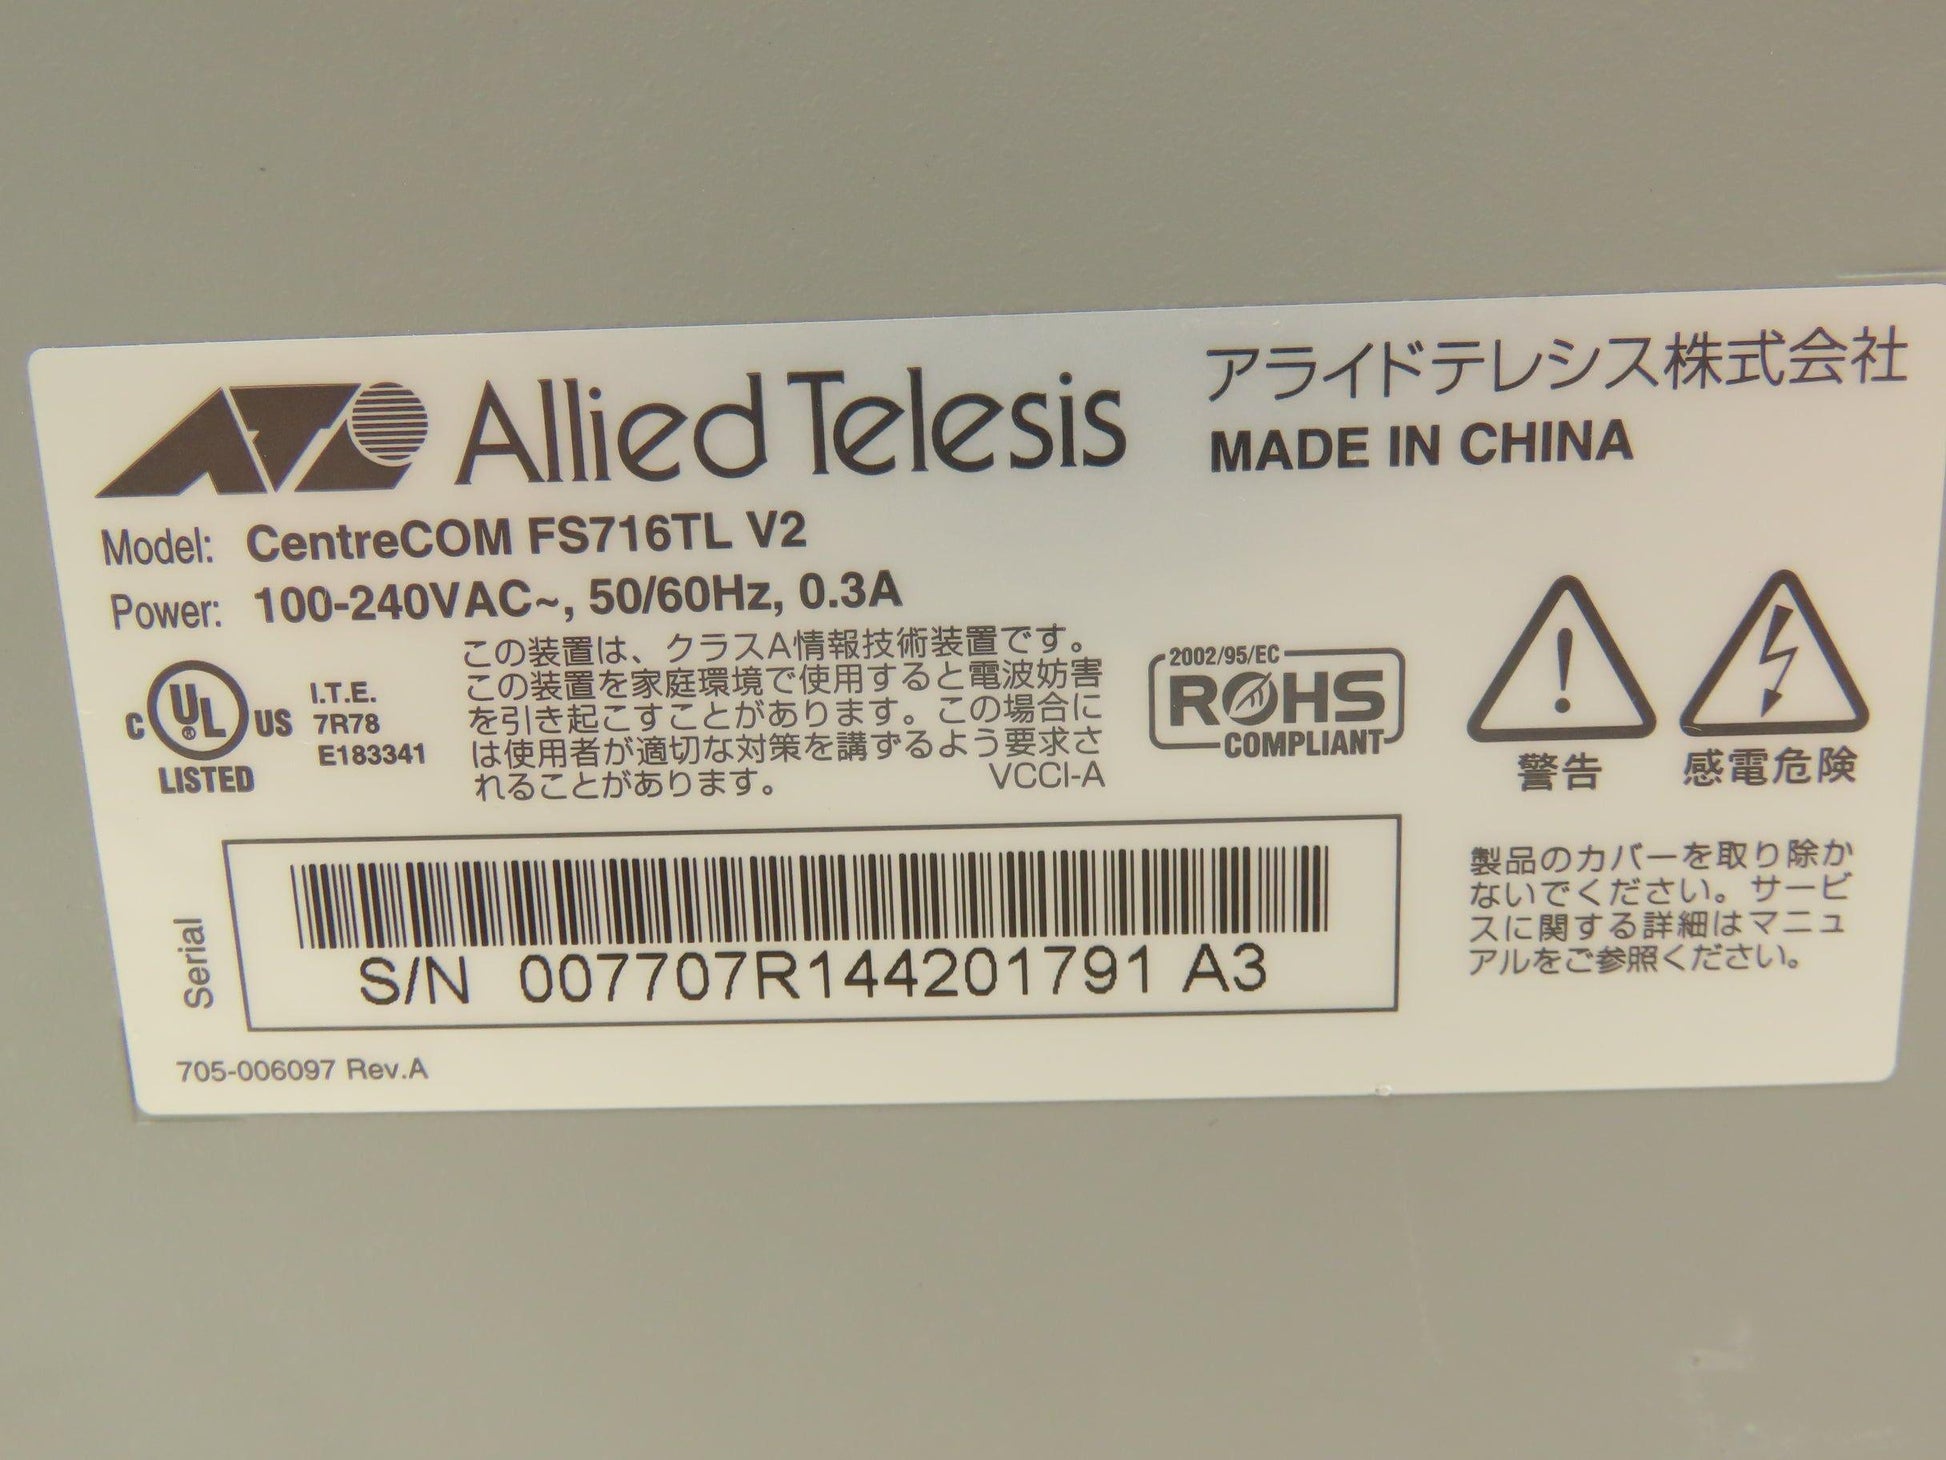 Allied Telesis
アライドテレシス株式会社
MADE IN CHINA
Model: CentreCOM FS716TL V2
Power: 100-240VAC~, 50/60Hz, 0.3A
C UL ® US
LISTED
I.T.E.
7R78
E183341
この装置は、クラスA情報技術装置です。
この装置を家庭環境で使用すると電波妨害
を引き起こすことがあります。この場合に
は使用者が適切な対策を講ずるよう要求さ
れることがあります。 VCCI-A
2002/95/EC
ROHS
COMPLIANT
警告
感電危険
製品のカバーを取り除か
ないでください。サービ
スに関する詳細はマニュ
アルをご参照ください。
Serial
S/N 007707R144201791 A3
705-006097 Rev.A